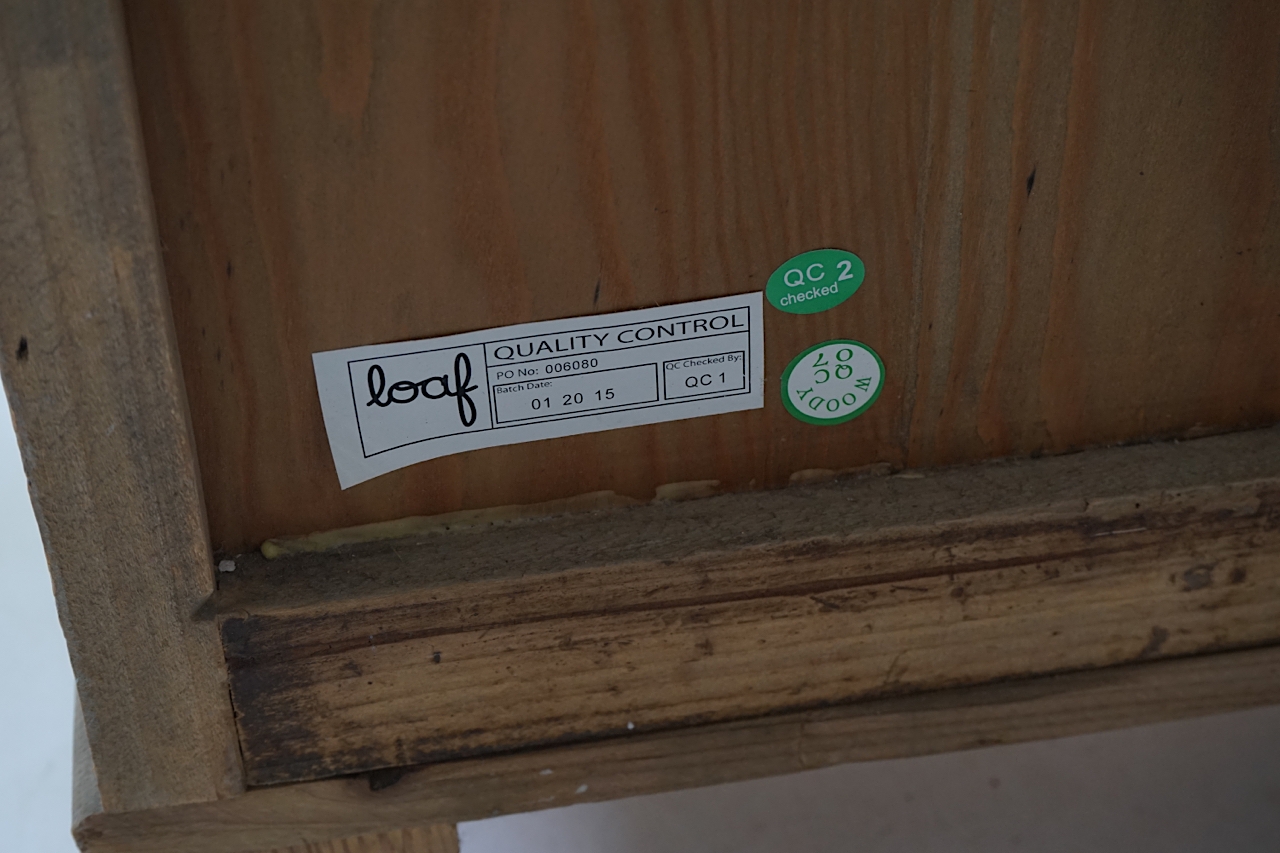 loaf
QUALITY CONTROL
PO No: 006080
Batch Date:
01 20 15
QC Checked By:
QC 1
QC 2
checked
WOODY
QC
07